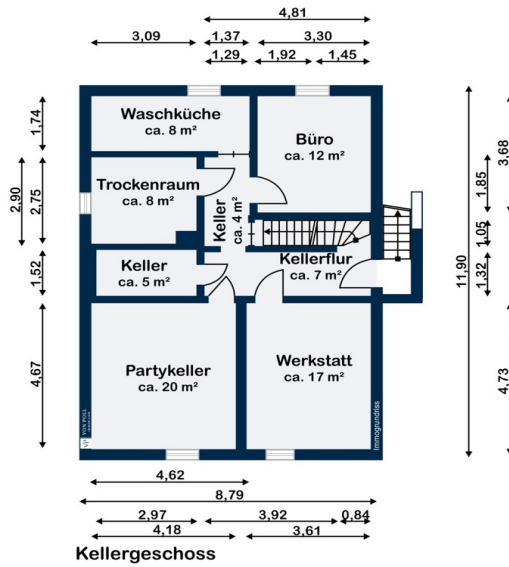 4,81
3,09
1,37
3,30
1,29
1,92
1,45
Waschküche
ca. 8 m²
1,74
Büro
ca. 12 m²
3,68
Trockenraum
ca. 8 m²
2,90
2,75
Keller
ca. 4 m²
1,85
1,05
Keller
ca. 5 m²
1,52
Kellerflur
ca. 7 m²
1,32
11,90
Partykeller
ca. 20 m²
4,67
Werkstatt
ca. 17 m²
4,73
VON POLL
VP
Immogrundriss
4,62
8,79
2,97
3,92
0,84
4,18
3,61
Kellergeschoss